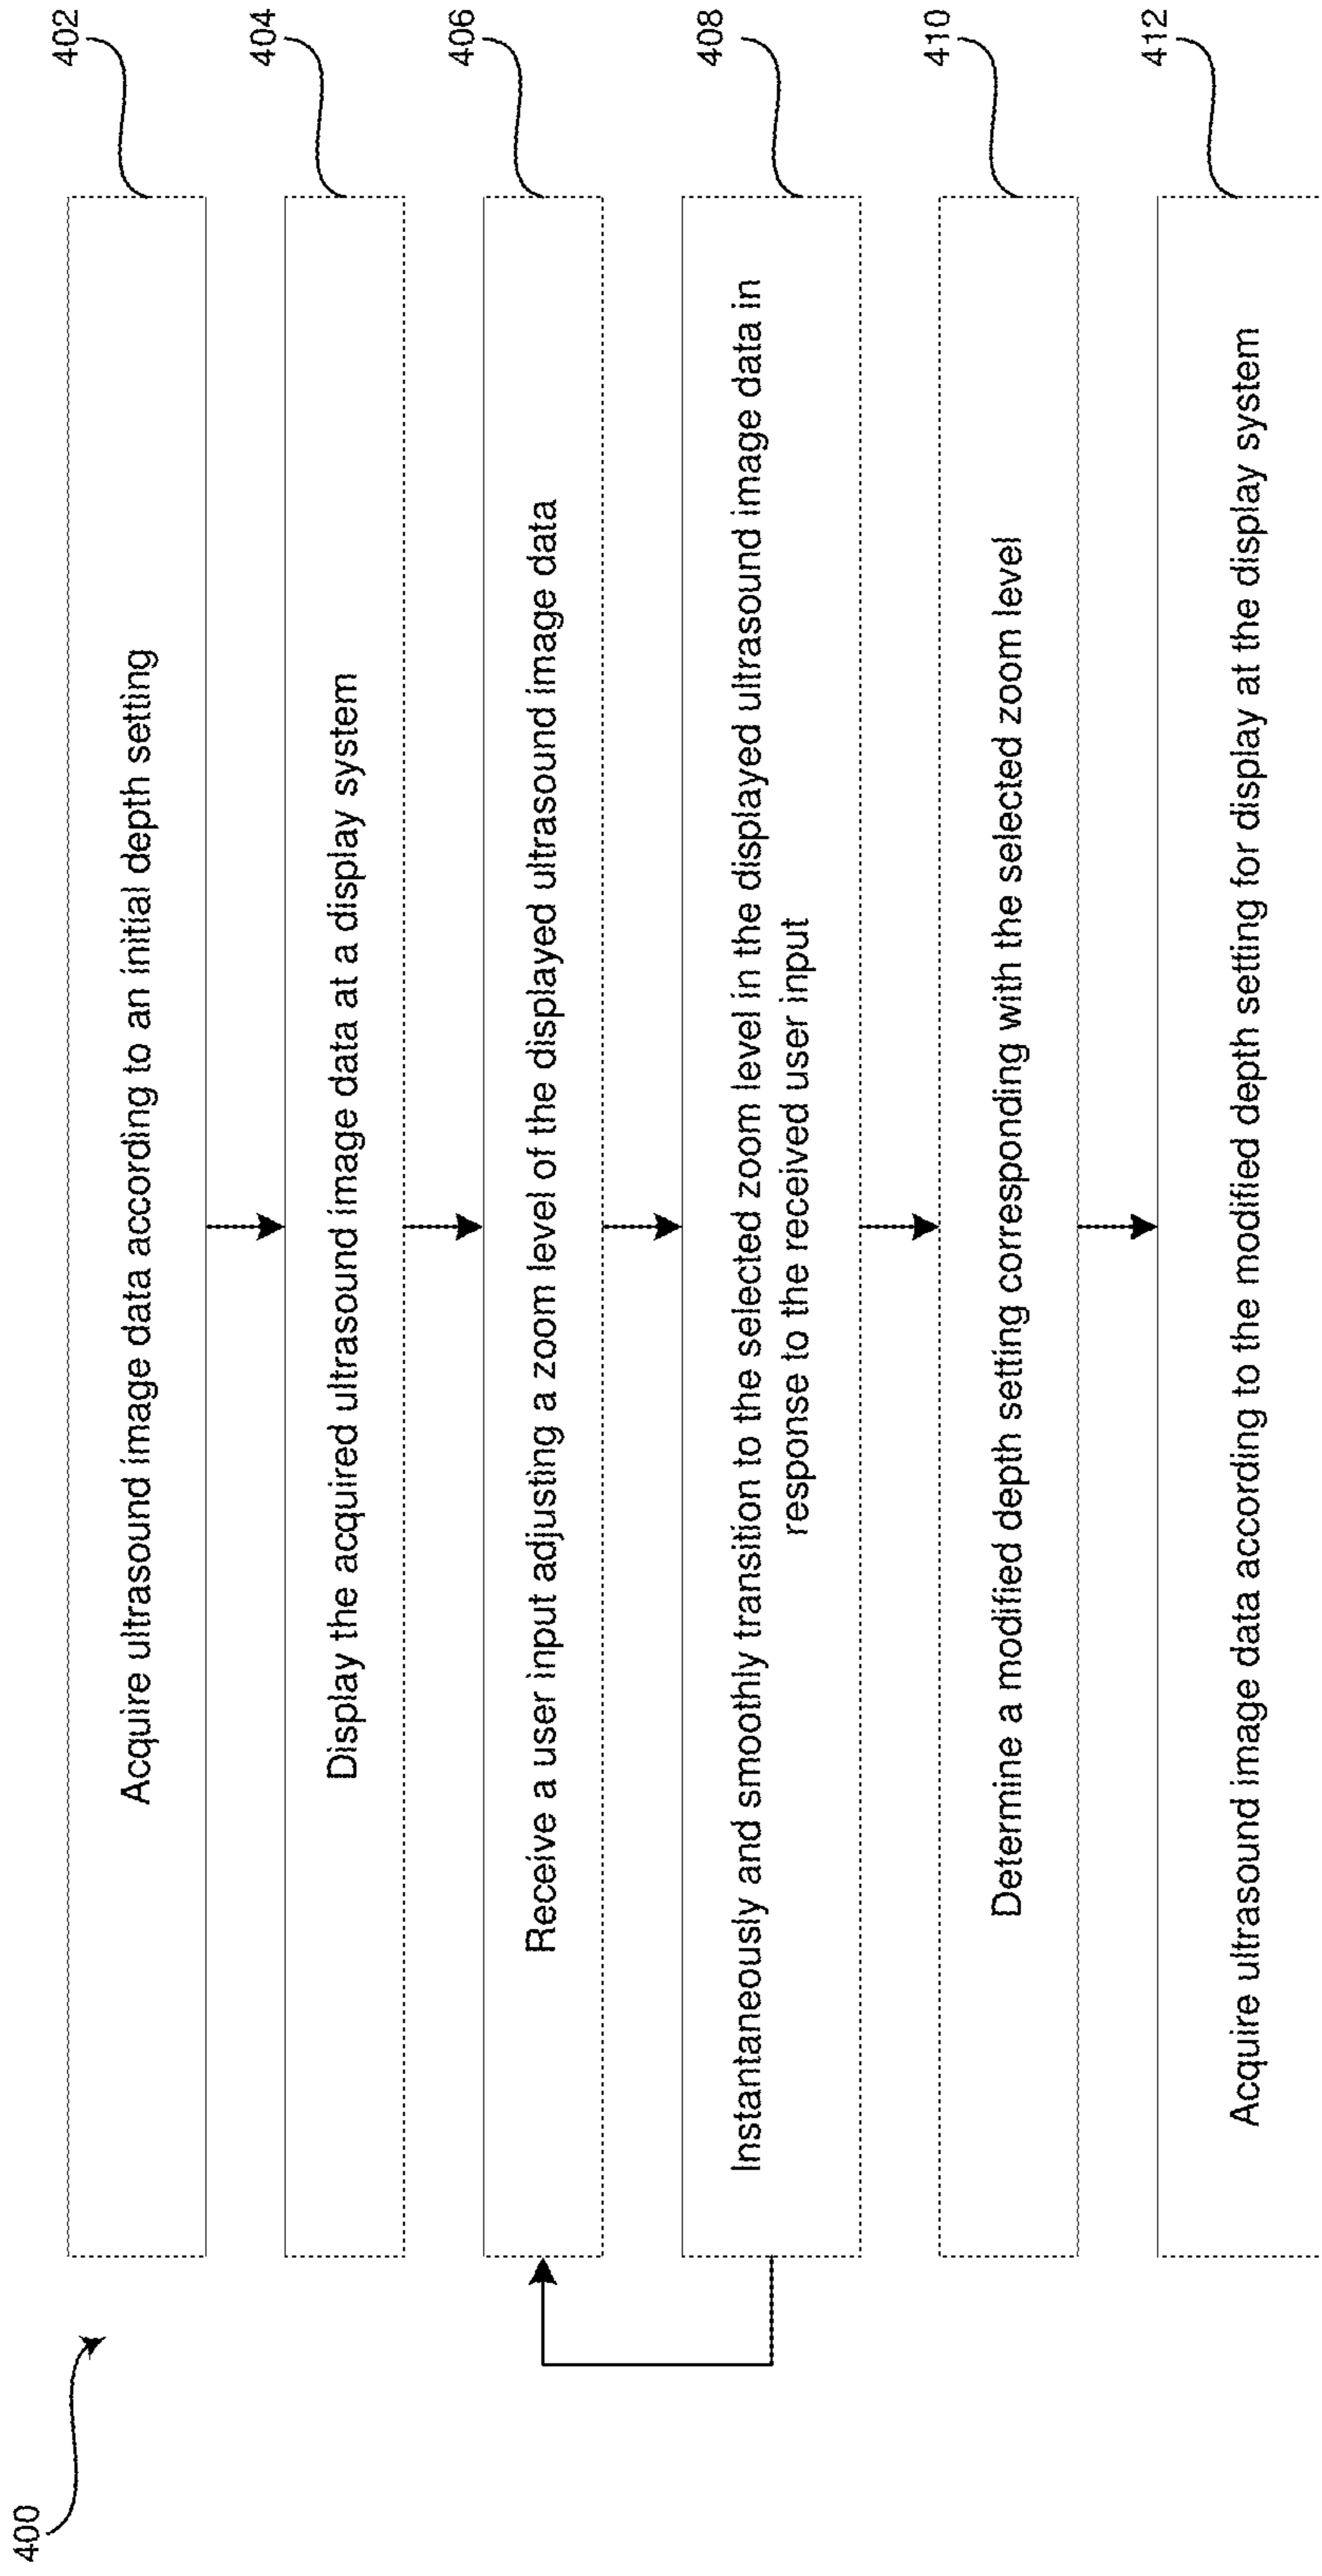 400
402
Acquire ultrasound image data according to an initial depth setting
404
Display the acquired ultrasound image data at a display system
406
Receive a user input adjusting a zoom level of the displayed ultrasound image data
408
Instantaneously and smoothly transition to the selected zoom level in the displayed ultrasound image data in
response to the received user input
410
Determine a modified depth setting corresponding with the selected zoom level
412
Acquire ultrasound image data according to the modified depth setting for display at the display system